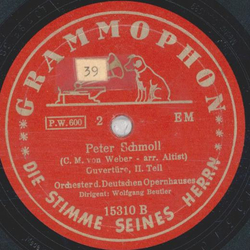 GRAMMOPHON
39
P.W.600 2 EM
Peter Schmoll
(C. M. von Weber - arr. Altist)
Ouvertüre, II. Teil
Orchester d. Deutschen Opernhauses
Dirigent: Wolfgang Beutler
15310 B
DIE STIMME SEINES HERRN